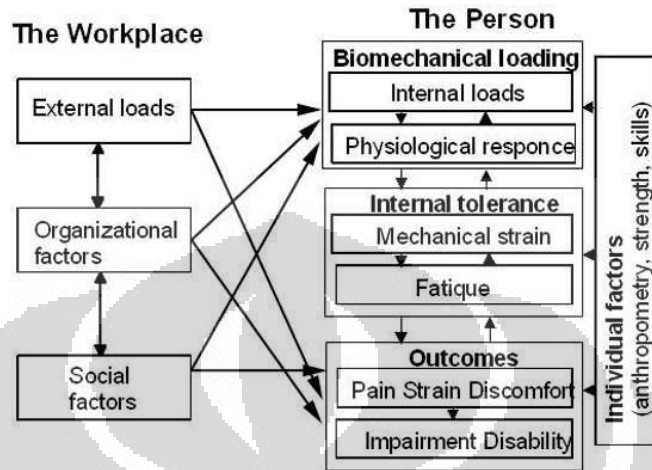 The Workplace
The Person
External loads
Organizational
factors
Social
factors
Biomechanical loading
Internal loads
Physiological responce
Internal tolerance
Mechanical strain
Fatique
Outcomes
Pain Strain Discomfort
Impairment Disability
Individual factors
(anthropometry, strength, skills)